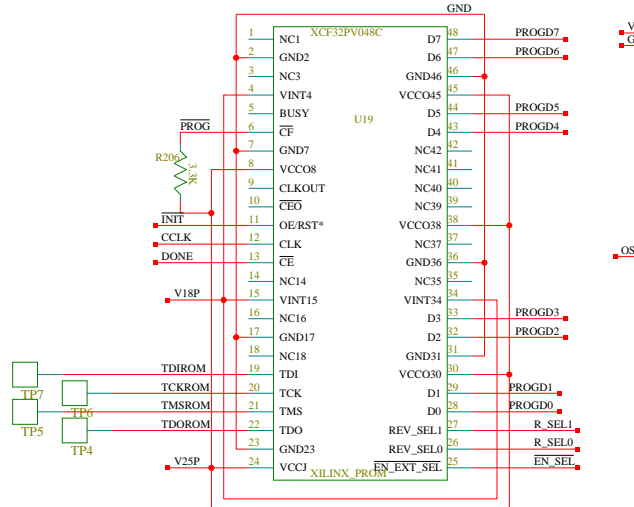 GND
XCF32PV048C
1 NC1 D7 48 PROGD7
2 GND2 D6 47 PROGD6
3 NC3 GND46 46
4 VINT4 VCCO45 45
5 BUSY D5 44 PROGD5
U19
PROG 6 CF D4 43 PROGD4
7 GND7 NC42 42
R206 3.3K 8 VCCO8 NC41 41
9 CLKOUT NC40 40
10 CEO NC39 39
INIT 11 OE/RST* VCCO38 38
CCLK 12 CLK NC37 37
DONE 13 CE GND36 36
14 NC14 NC35 35
V18P 15 VINT15 VINT34 34
16 NC16 D3 33 PROGD3
17 GND17 D2 32 PROGD2
18 NC18 GND31 31
TDIROM 19 TDI VCCO30 30
TP7
TCKROM 20 TCK D1 29 PROGD1
TP6
TMSROM 21 TMS D0 28 PROGD0
TP5
TDOROM 22 TDO REV_SEL1 27 R_SEL1
TP4
23 GND23 REV_SEL0 26 R_SEL0
V25P 24 VCCJ EN_EXT_SEL 25 EN_SEL
XILINX_PROM
V
G
OS